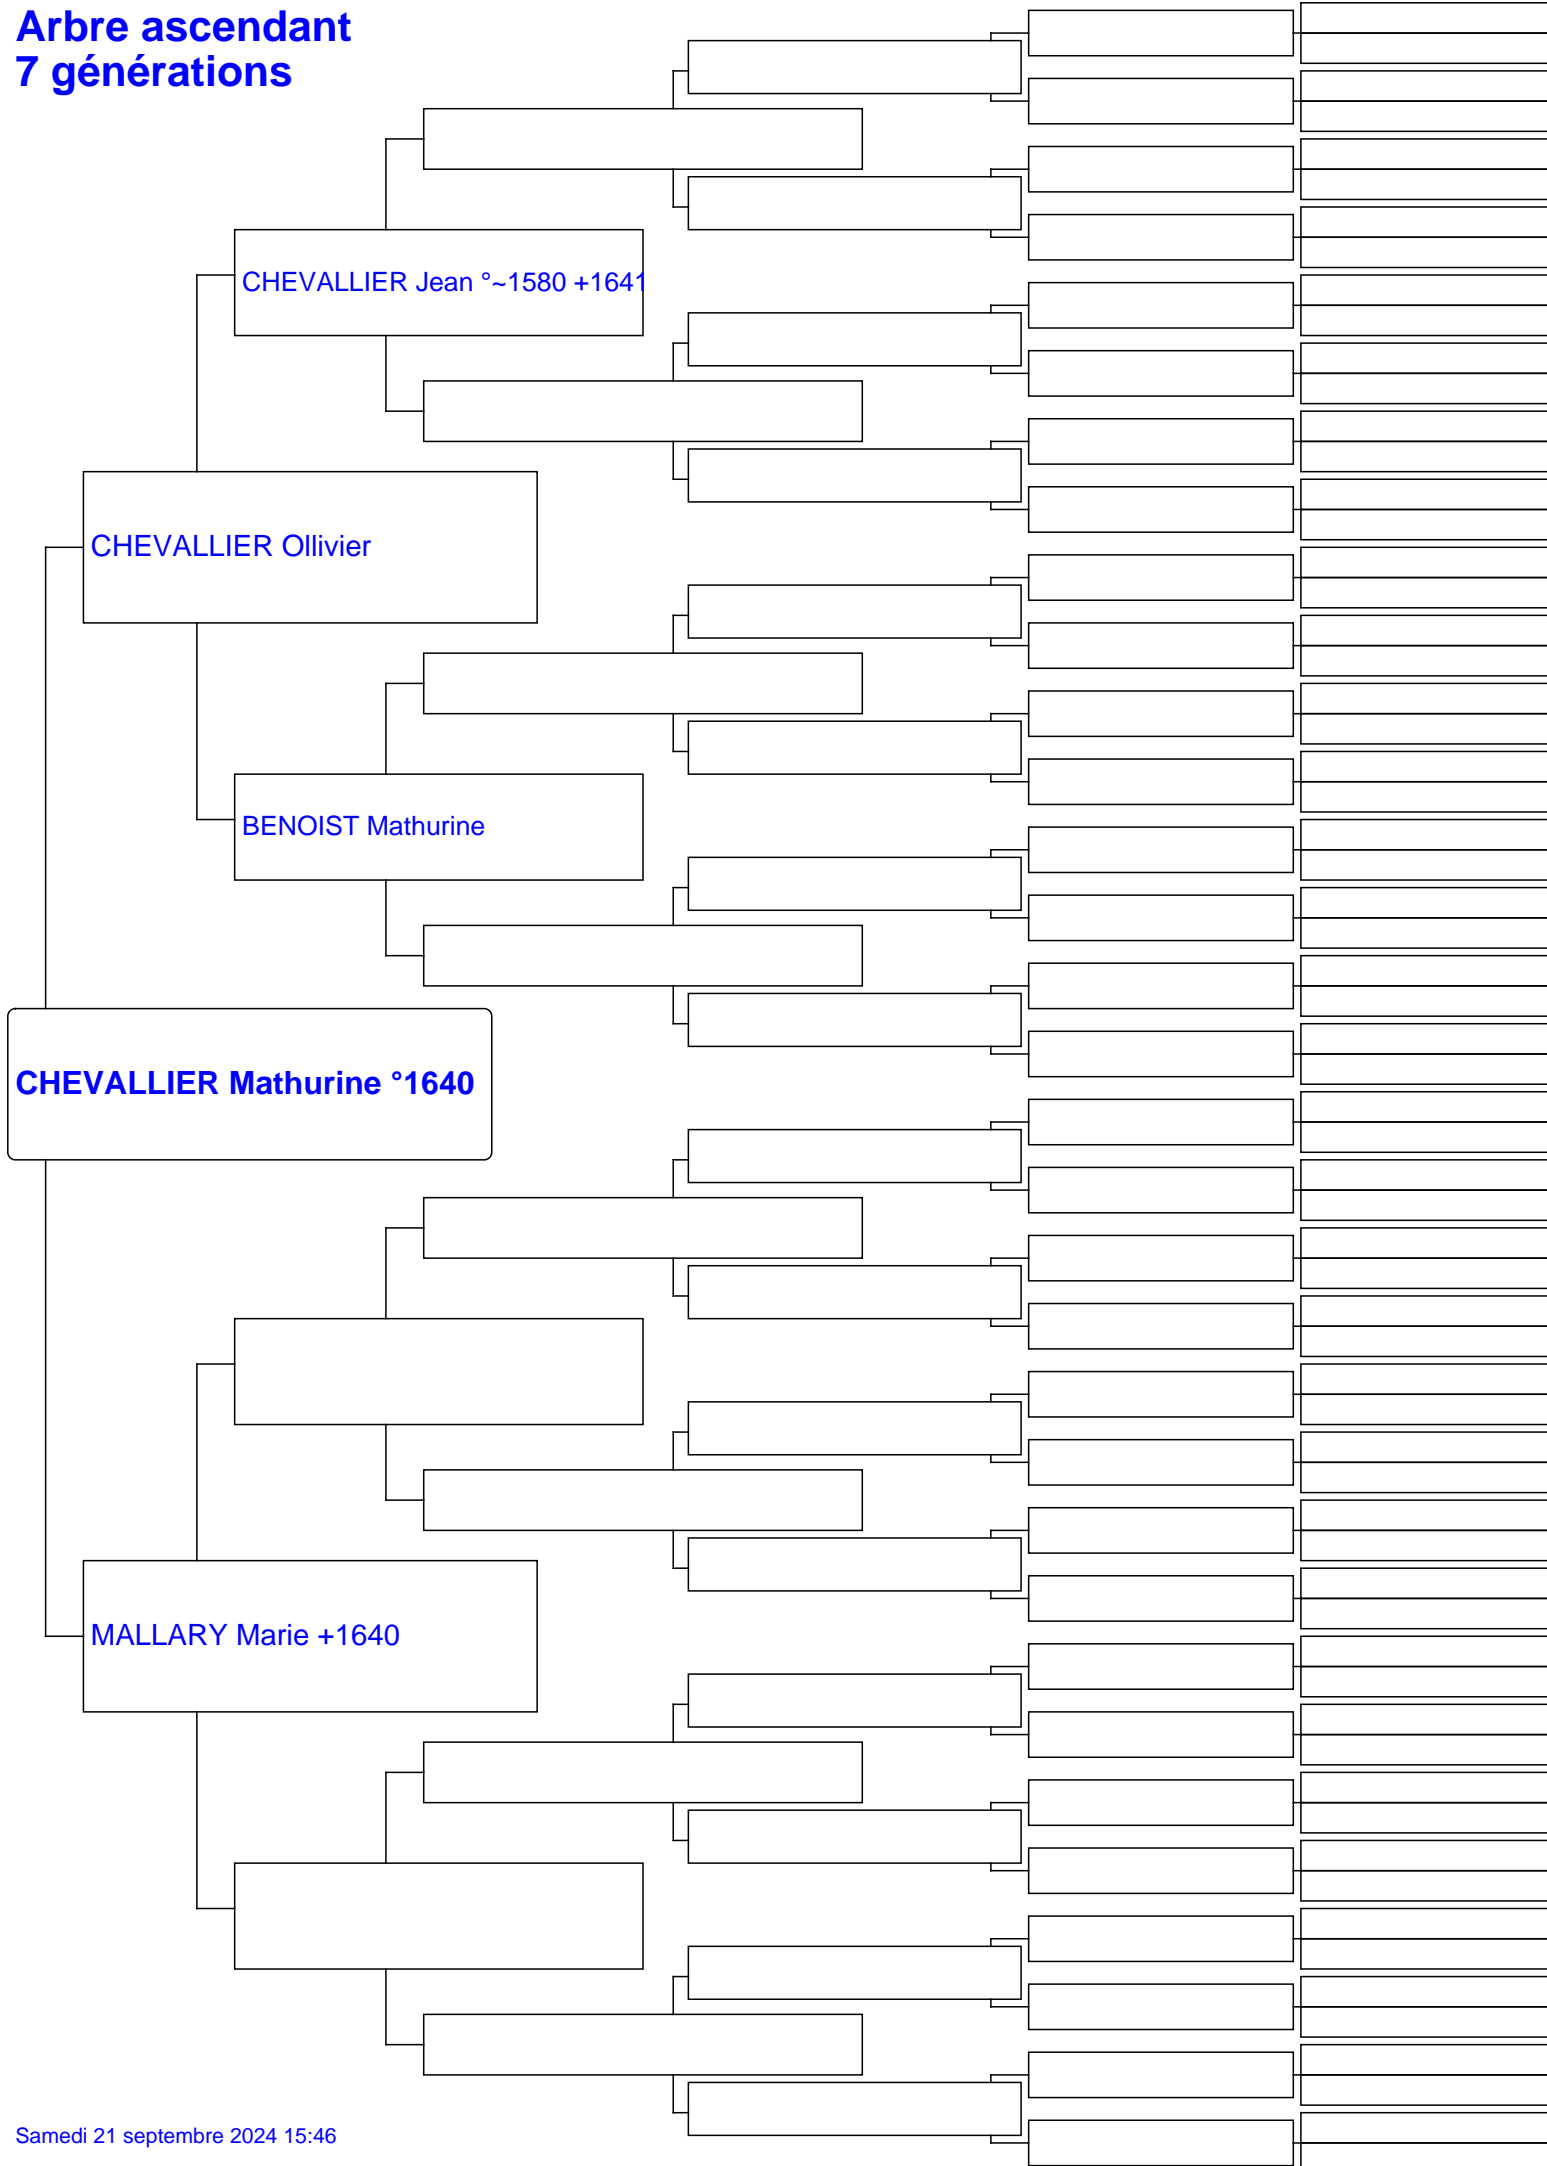 Arbre ascendant
7 générations
CHEVALLIER Jean °~1580 +1641
CHEVALLIER Ollivier
BENOIST Mathurine
CHEVALLIER Mathurine °1640
MALLARY Marie +1640
Samedi 21 septembre 2024 15:46